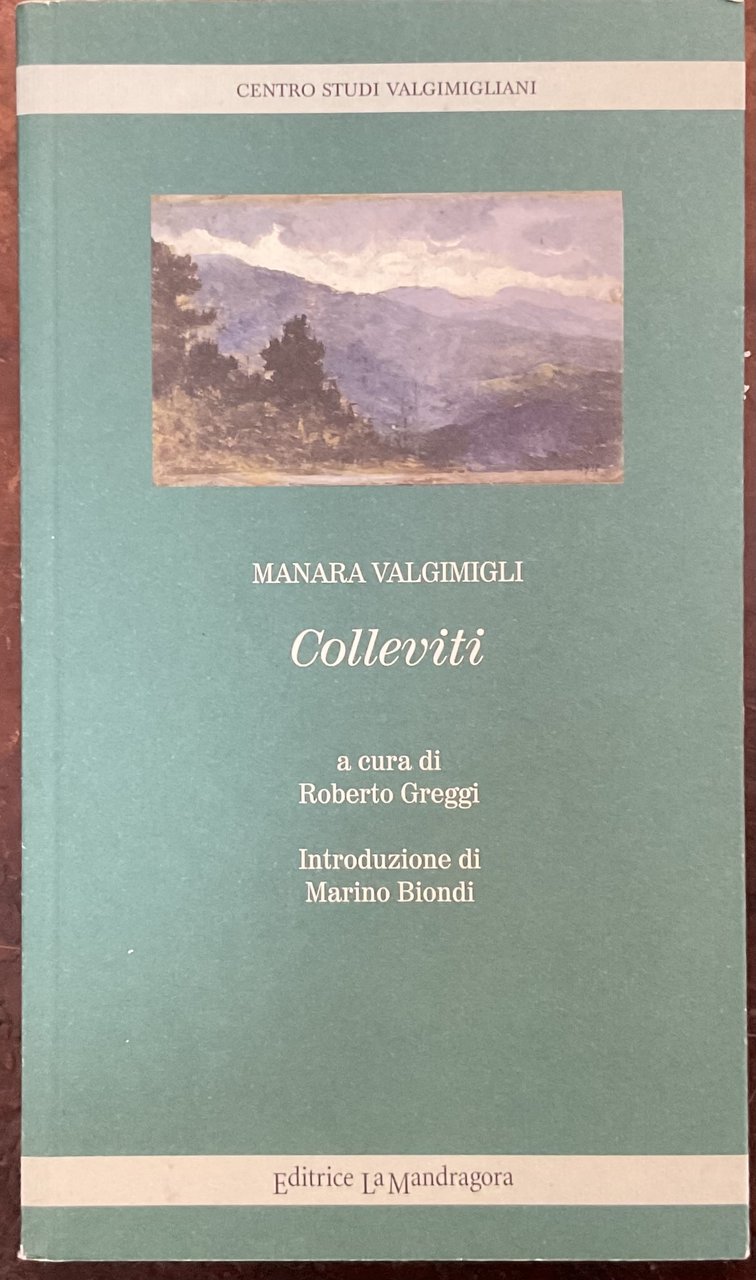 CENTRO STUDI VALGIMIGLIANI
MANARA VALGIMIGLI
Colleviti
a cura di
Roberto Greggi
Introduzione di
Marino Biondi
Editrice La Mandragora